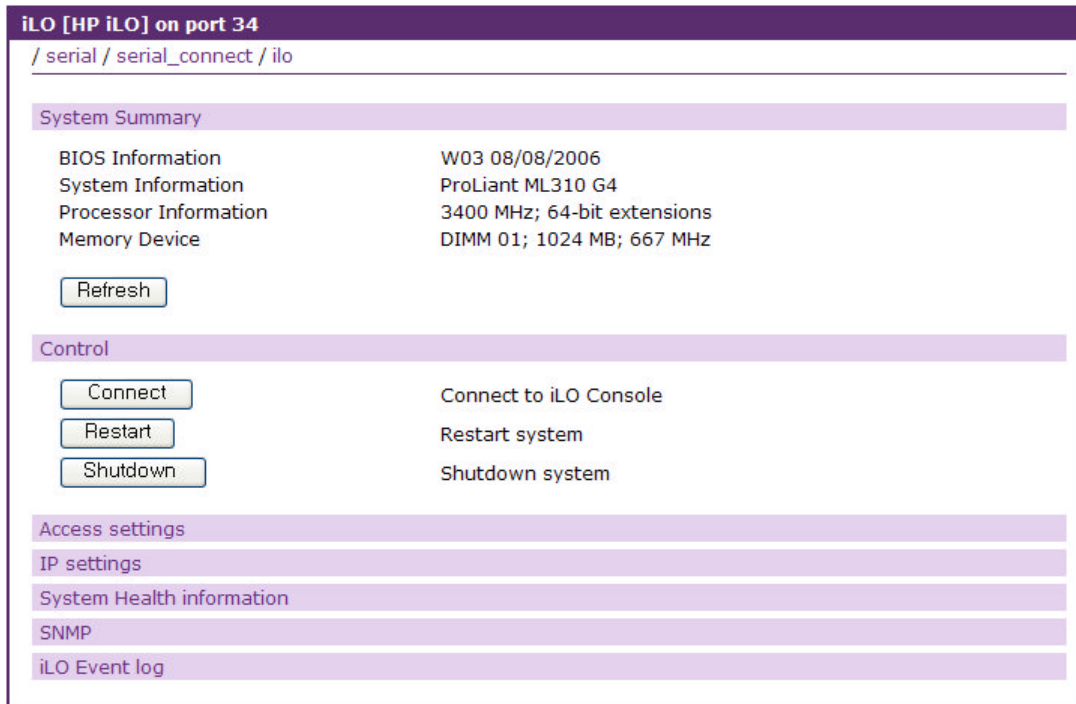 iLO [HP iLO] on port 34
/ serial / serial_connect / ilo
System Summary
BIOS Information W03 08/08/2006
System Information ProLiant ML310 G4
Processor Information 3400 MHz; 64-bit extensions
Memory Device DIMM 01; 1024 MB; 667 MHz
Refresh
Control
Connect Connect to iLO Console
Restart Restart system
Shutdown Shutdown system
Access settings
IP settings
System Health information
SNMP
iLO Event log